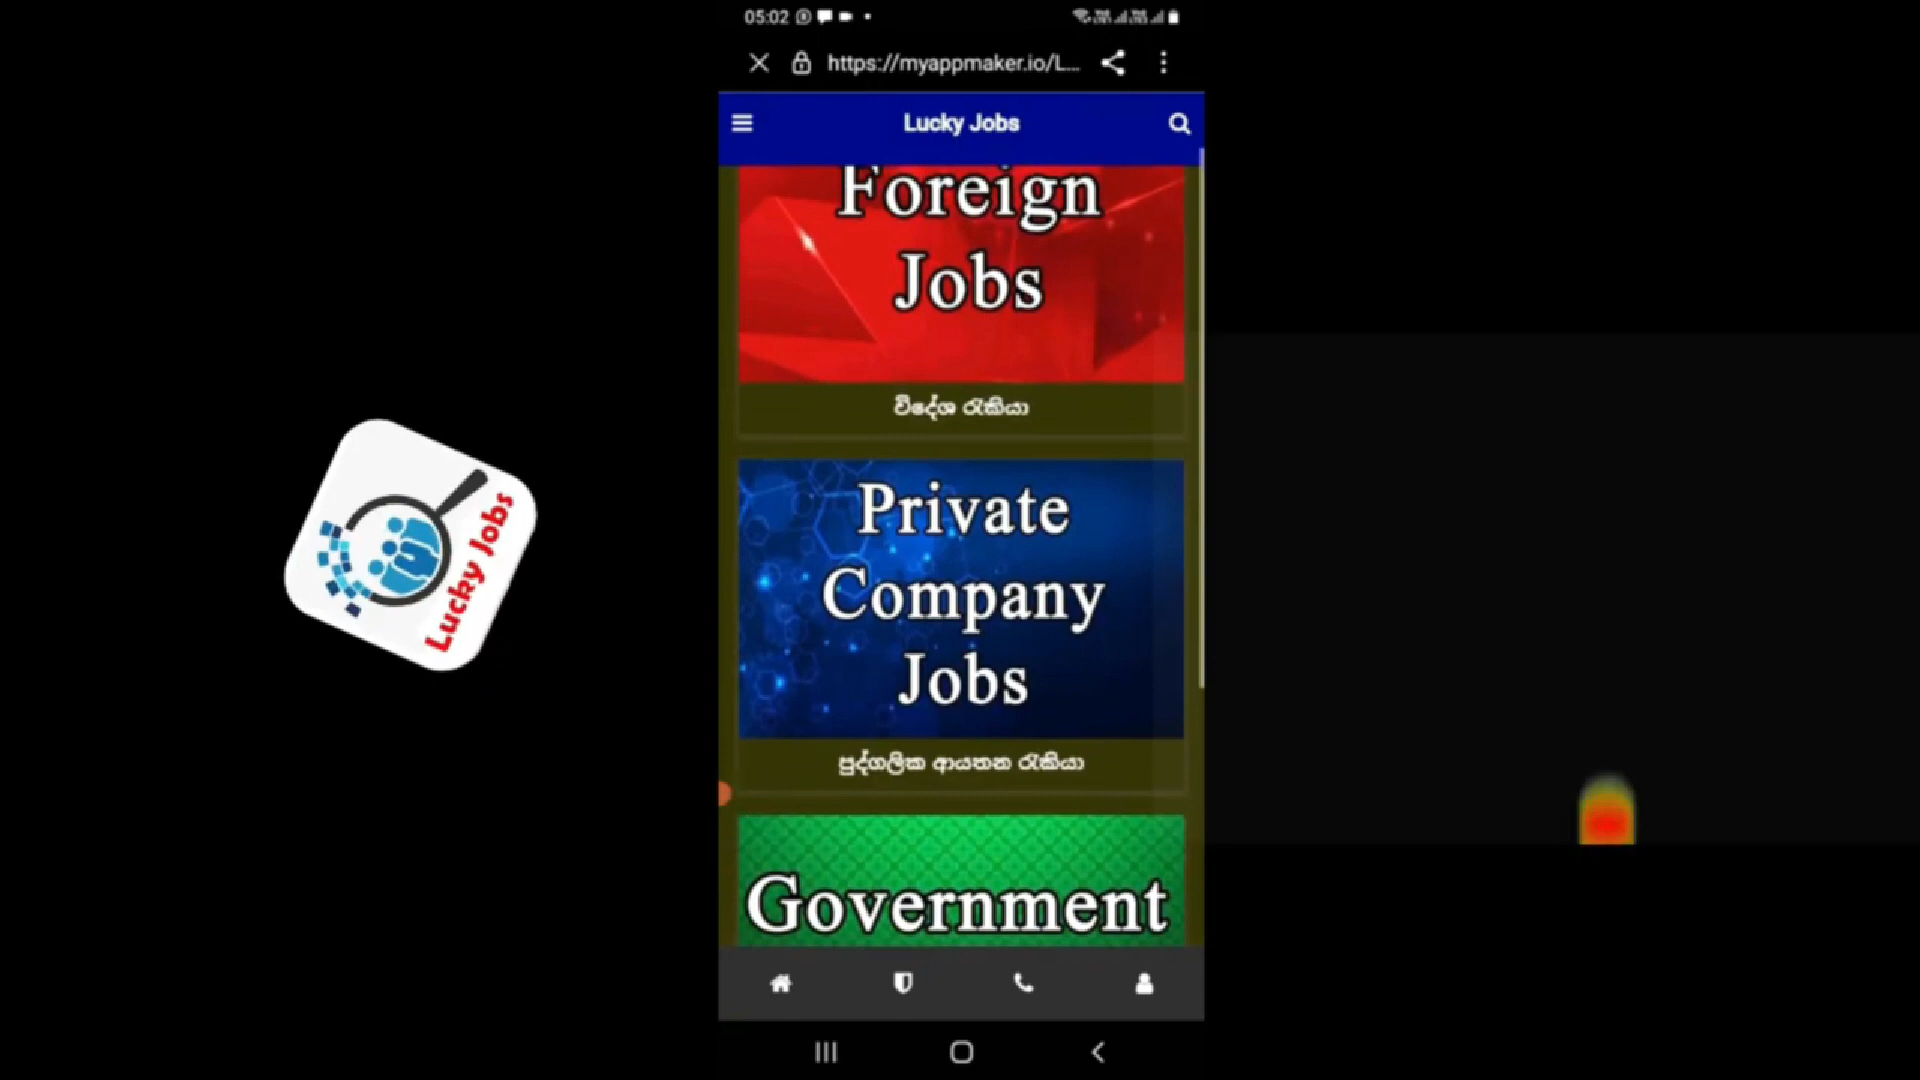 05:02
https://myappmaker.io/L...
Lucky Jobs
Foreign
Jobs
විදේශ රැකියා
Private
Company
Jobs
පුද්ගලික ආයතන රැකියා
Government
Lucky Jobs